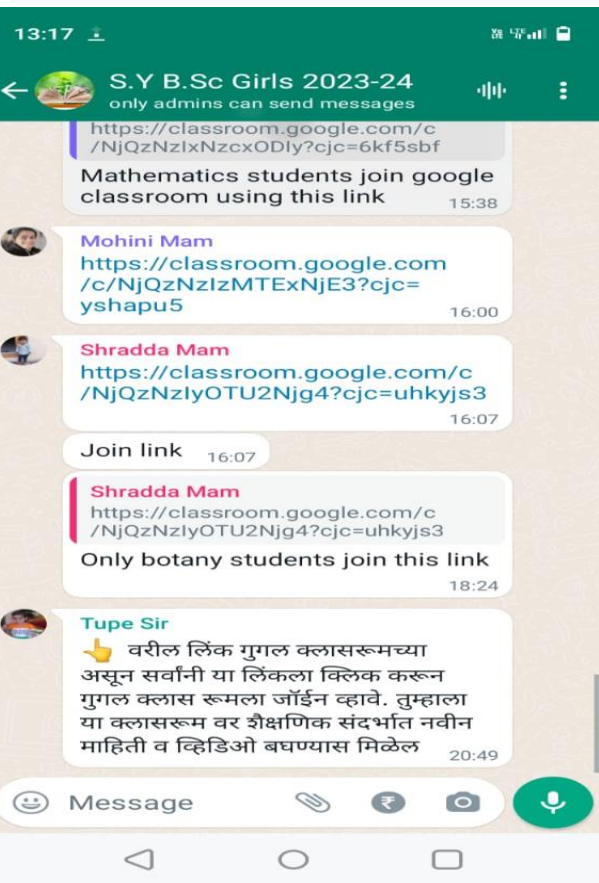 13:17
S.Y B.Sc Girls 2023-24
only admins can send messages
https://classroom.google.com/c
/NjQzNzIxNzcxODIy?cjc=6kf5sbf
Mathematics students join google
classroom using this link
15:38
Mohini Mam
https://classroom.google.com
/c/NjQzNzIzMTExNjE3?cjc=
yshapu5
16:00
Shradda Mam
https://classroom.google.com/c
/NjQzNzIyOTU2Njg4?cjc=uhkyjs3
16:07
Join link 16:07
Shradda Mam
https://classroom.google.com/c
/NjQzNzIyOTU2Njg4?cjc=uhkyjs3
Only botany students join this link
18:24
Tupe Sir
👆 वरील लिंक गुगल क्लासरूमच्या
असून सर्वांनी या लिंकला क्लिक करून
गुगल क्लास रूमला जॉईन व्हावे. तुम्हाला
या क्लासरूम वर शैक्षणिक संदर्भात नवीन
माहिती व व्हिडिओ बघण्यास मिळेल
20:49
Message